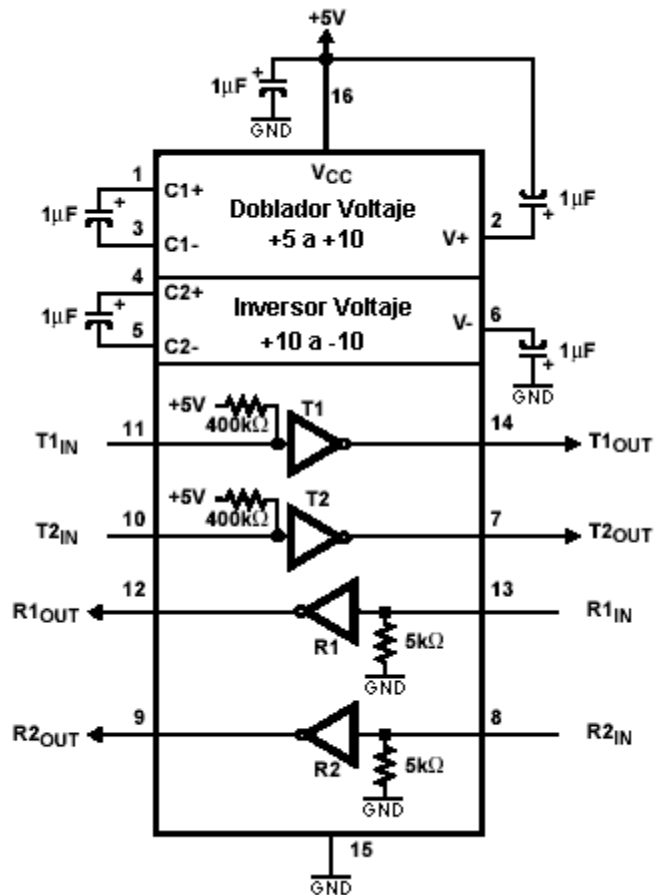 +5V
1µF
+
GND
16
1
3
C1+
C1-
1µF
+
VCC
Doblador Voltaje
+5 a +10
2
V+
+
1µF
4
5
C2+
C2-
1µF
+
Inversor Voltaje
+10 a -10
6
V-
+
1µF
GND
+5V
400kΩ
T1
T1IN
11
14
T1OUT
+5V
400kΩ
T2
T2IN
10
7
T2OUT
R1OUT
12
R1
13
R1IN
5kΩ
GND
R2OUT
9
R2
8
R2IN
5kΩ
GND
15
GND